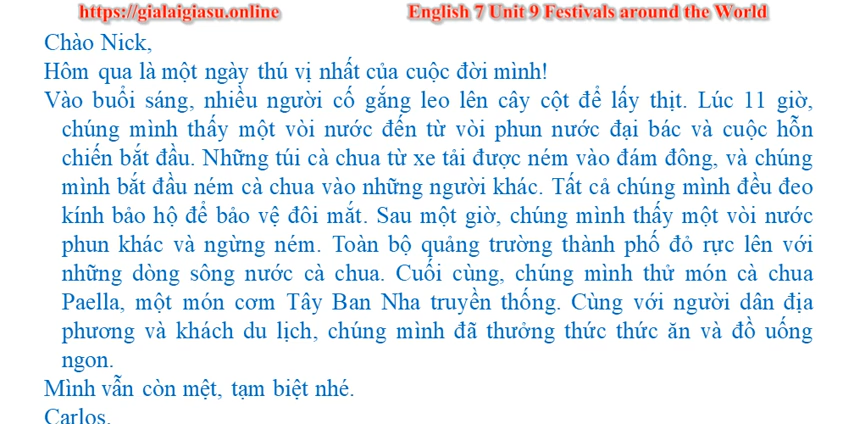 https://gialaigiasu.online English 7 Unit 9 Festivals around the World
Chào Nick,
Hôm qua là một ngày thú vị nhất của cuộc đời mình!
Vào buổi sáng, nhiều người cố gắng leo lên cây cột để lấy thịt. Lúc 11 giờ,
chúng mình thấy một vòi nước đến từ vòi phun nước đại bác và cuộc hỗn
chiến bắt đầu. Những túi cà chua từ xe tải được ném vào đám đông, và chúng
mình bắt đầu ném cà chua vào những người khác. Tất cả chúng mình đều đeo
kính bảo hộ để bảo vệ đôi mắt. Sau một giờ, chúng mình thấy một vòi nước
phun khác và ngừng ném. Toàn bộ quảng trường thành phố đỏ rực lên với
những dòng sông nước cà chua. Cuối cùng, chúng mình thử món cà chua
Paella, một món cơm Tây Ban Nha truyền thống. Cùng với người dân địa
phương và khách du lịch, chúng mình đã thưởng thức thức ăn và đồ uống
ngon.
Mình vẫn còn mệt, tạm biệt nhé.
Carlos.